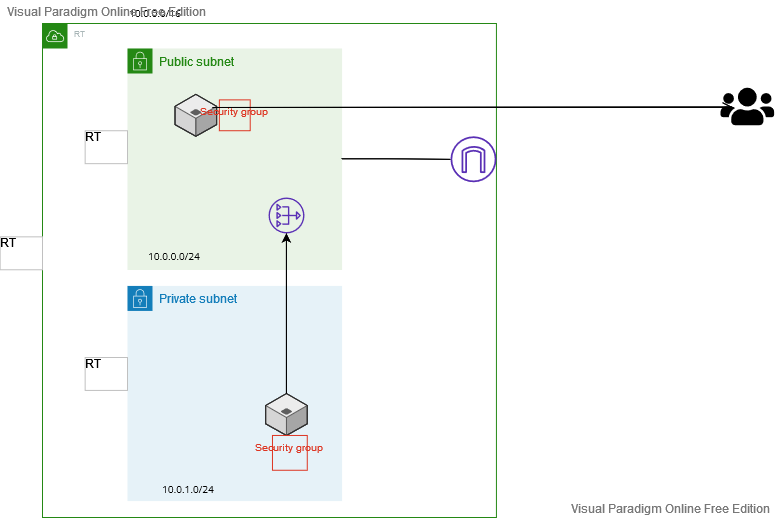 Visual Paradigm Online Free Edition
10.0.0.0/16
RT
Public subnet
Security group
RT
RT
10.0.0.0/24
Private subnet
RT
Security group
10.0.1.0/24
Visual Paradigm Online Free Edition